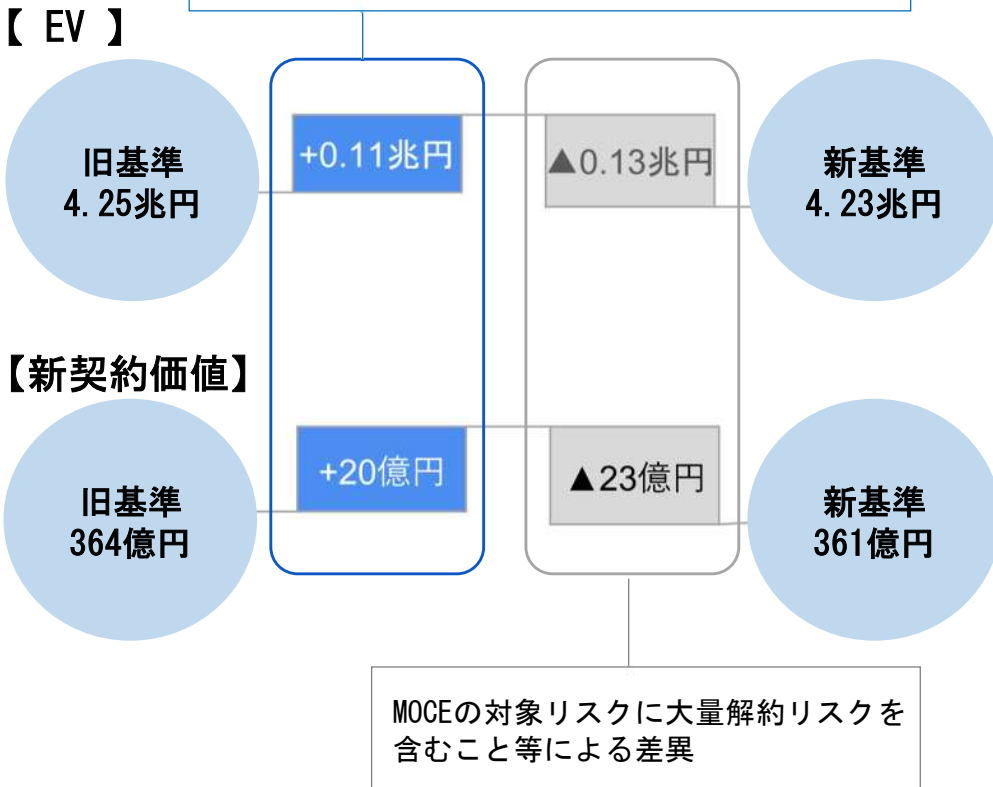 【 EV 】
旧基準
4.25兆円
+0.11兆円
▲0.13兆円
新基準
4.23兆円
【新契約価値】
旧基準
364億円
+20億円
▲23億円
新基準
361億円
MOCEの対象リスクに大量解約リスクを
含むこと等による差異